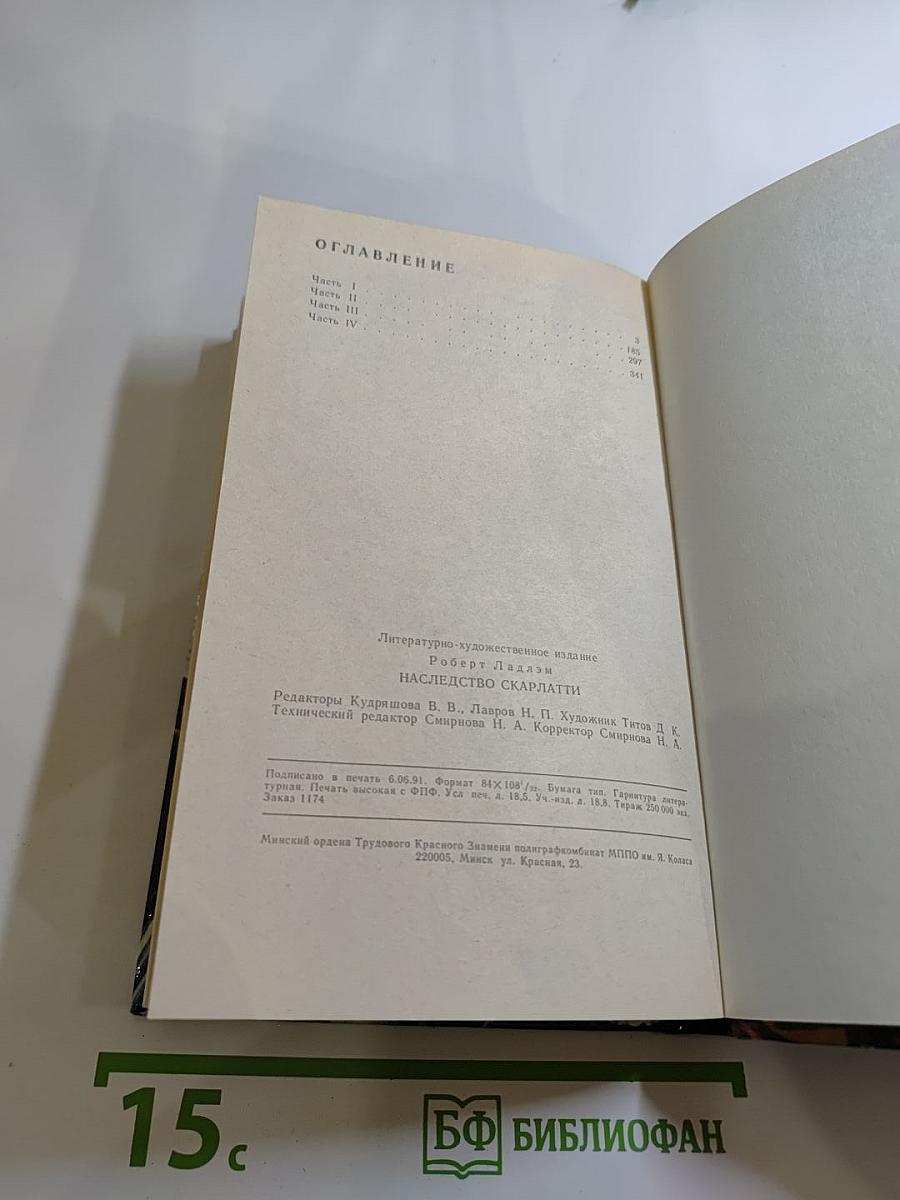 ОГЛАВЛЕНИЕ
Часть I . . . . . . . . . . . . . . . 3
Часть II . . . . . . . . . . . . . . . 185
Часть III . . . . . . . . . . . . . . . 297
Часть IV . . . . . . . . . . . . . . . 341
Литературно-художественное издание
Роберт Ладлэм
НАСЛЕДСТВО СКАРЛАТТИ
Редакторы Кудряшова В. В., Лавров Н. П. Художник Титов Д. К.
Технический редактор Смирнова Н. А. Корректор Смирнова Н. А.
Подписано в печать 6.06.91. Формат 84×108¹/₃₂. Бумага тип. Гарнитура литера-
турная. Печать высокая с ФПФ. Усл печ. л. 18,5. Уч.-изд. л. 18,8. Тираж 250 000 экз.
Заказ 1174
Минский ордена Трудового Красного Знамени полиграфкомбинат МППО им. Я. Коласа
220005, Минск ул. Красная, 23.
15 с
БФ БИБЛИОФАН